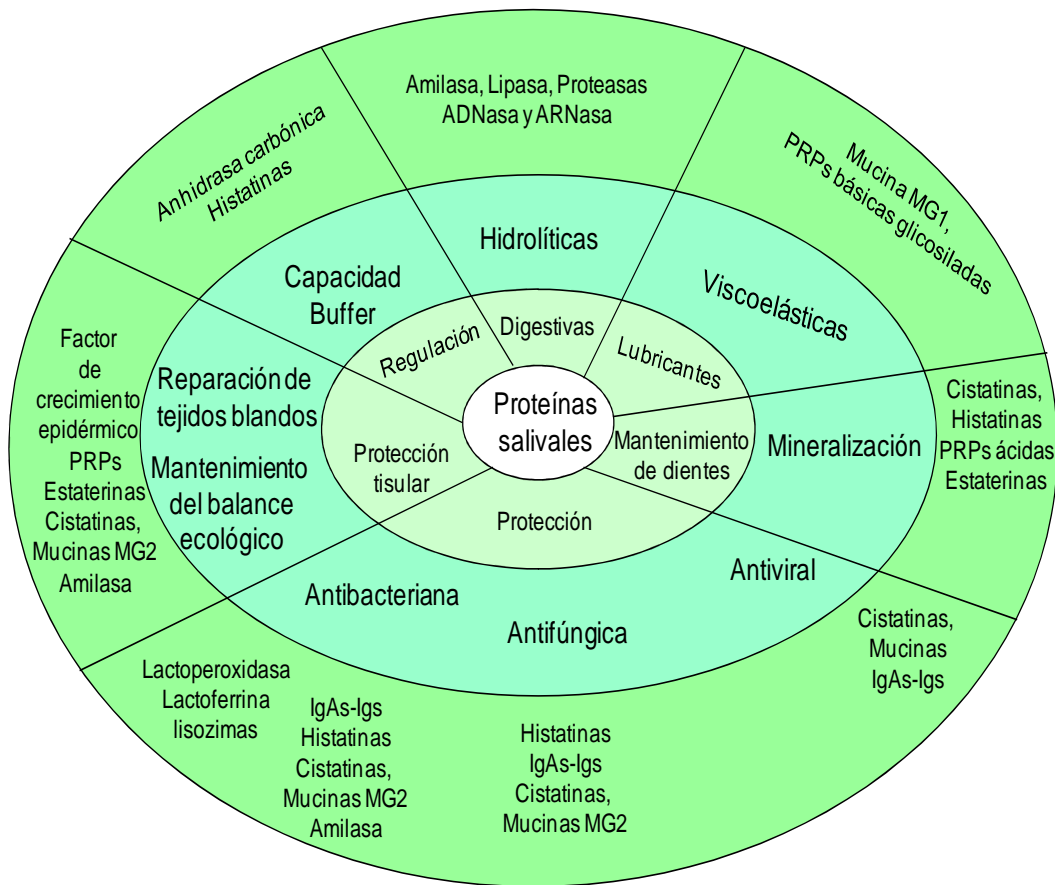 Proteínas
salivales
Regulación
Digestivas
Lubricantes
Mantenimiento
de dientes
Protección
Protección
tisular
Capacidad
Buffer
Hidrolíticas
Viscoelásticas
Mineralización
Antiviral
Antifúngica
Antibacteriana
Reparación de
tejidos blandos
Mantenimiento
del balance
ecológico
Anhidrasa carbónica
Histatinas
Amilasa, Lipasa, Proteasas
ADNasa y ARNasa
Mucina MG1,
PRPs básicas glicosiladas
Cistatinas,
Histatinas
PRPs ácidas
Estaterinas
Cistatinas,
Mucinas
IgAs-Igs
Histatinas
IgAs-Igs
Cistatinas,
Mucinas MG2
IgAs-Igs
Histatinas
Cistatinas,
Mucinas MG2
Amilasa
Lactoperoxidasa
Lactoferrina
lisozimas
Factor
de
crecimiento
epidérmico
PRPs
Estaterinas
Cistatinas,
Mucinas MG2
Amilasa